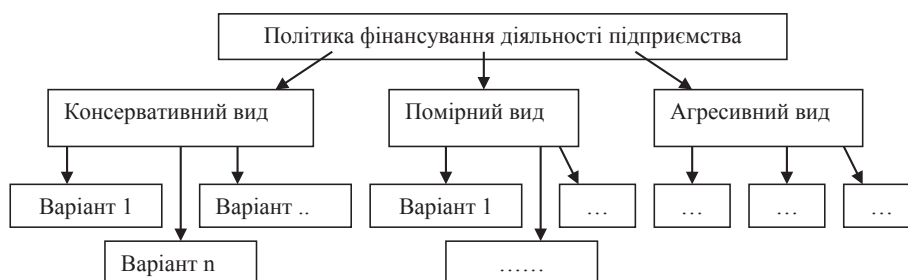 Політика фінансування діяльності підприємства
Консервативний вид
Помірний вид
Агресивний вид
Варіант 1
Варіант ..
Варіант 1
…
…
…
…
Варіант n
……